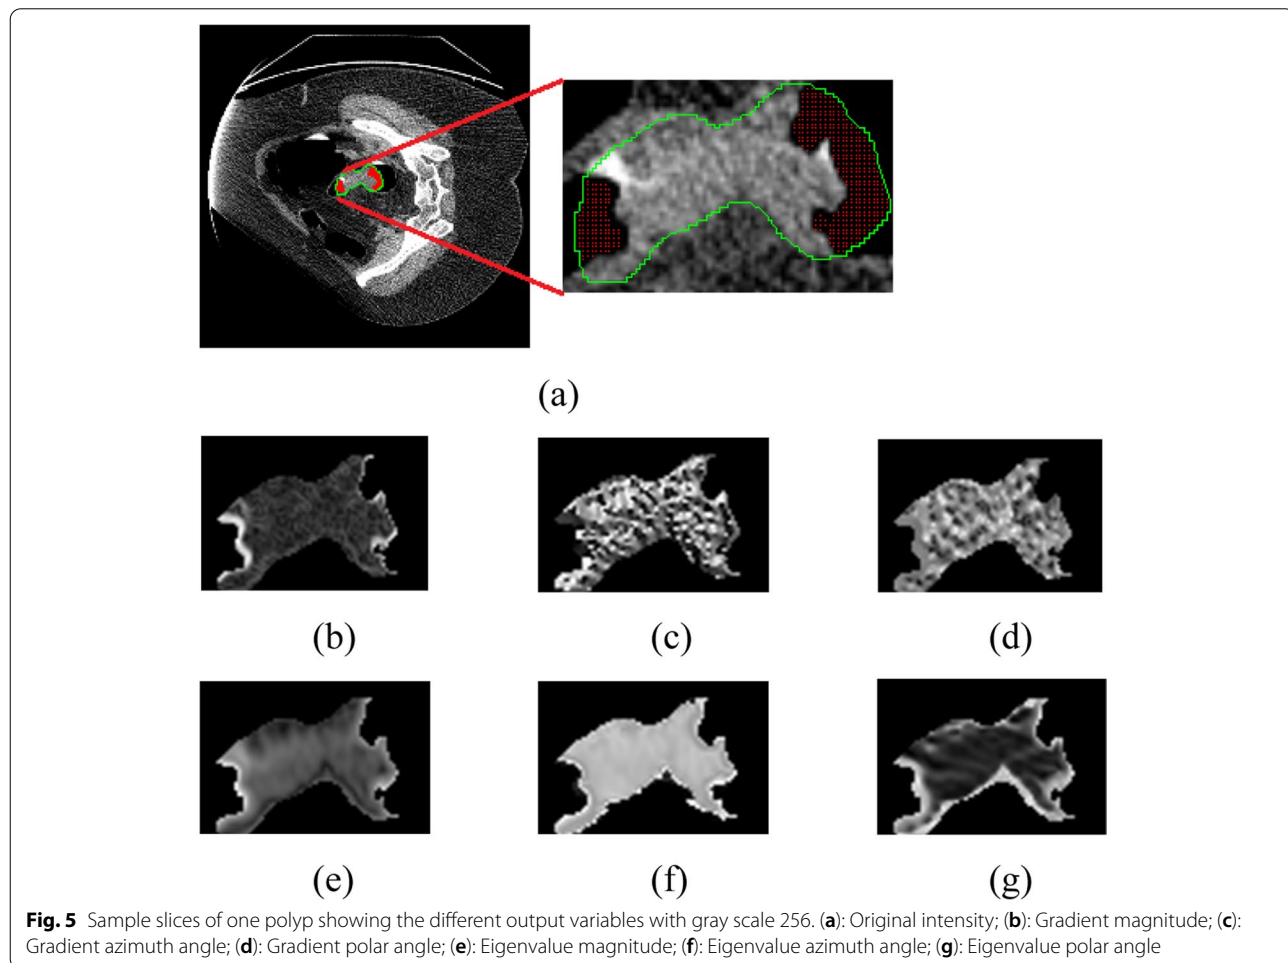 (a)
(b) (c) (d)
(e) (f) (g)
Fig. 5 Sample slices of one polyp showing the different output variables with gray scale 256. (a): Original intensity; (b): Gradient magnitude; (c):
Gradient azimuth angle; (d): Gradient polar angle; (e): Eigenvalue magnitude; (f): Eigenvalue azimuth angle; (g): Eigenvalue polar angle